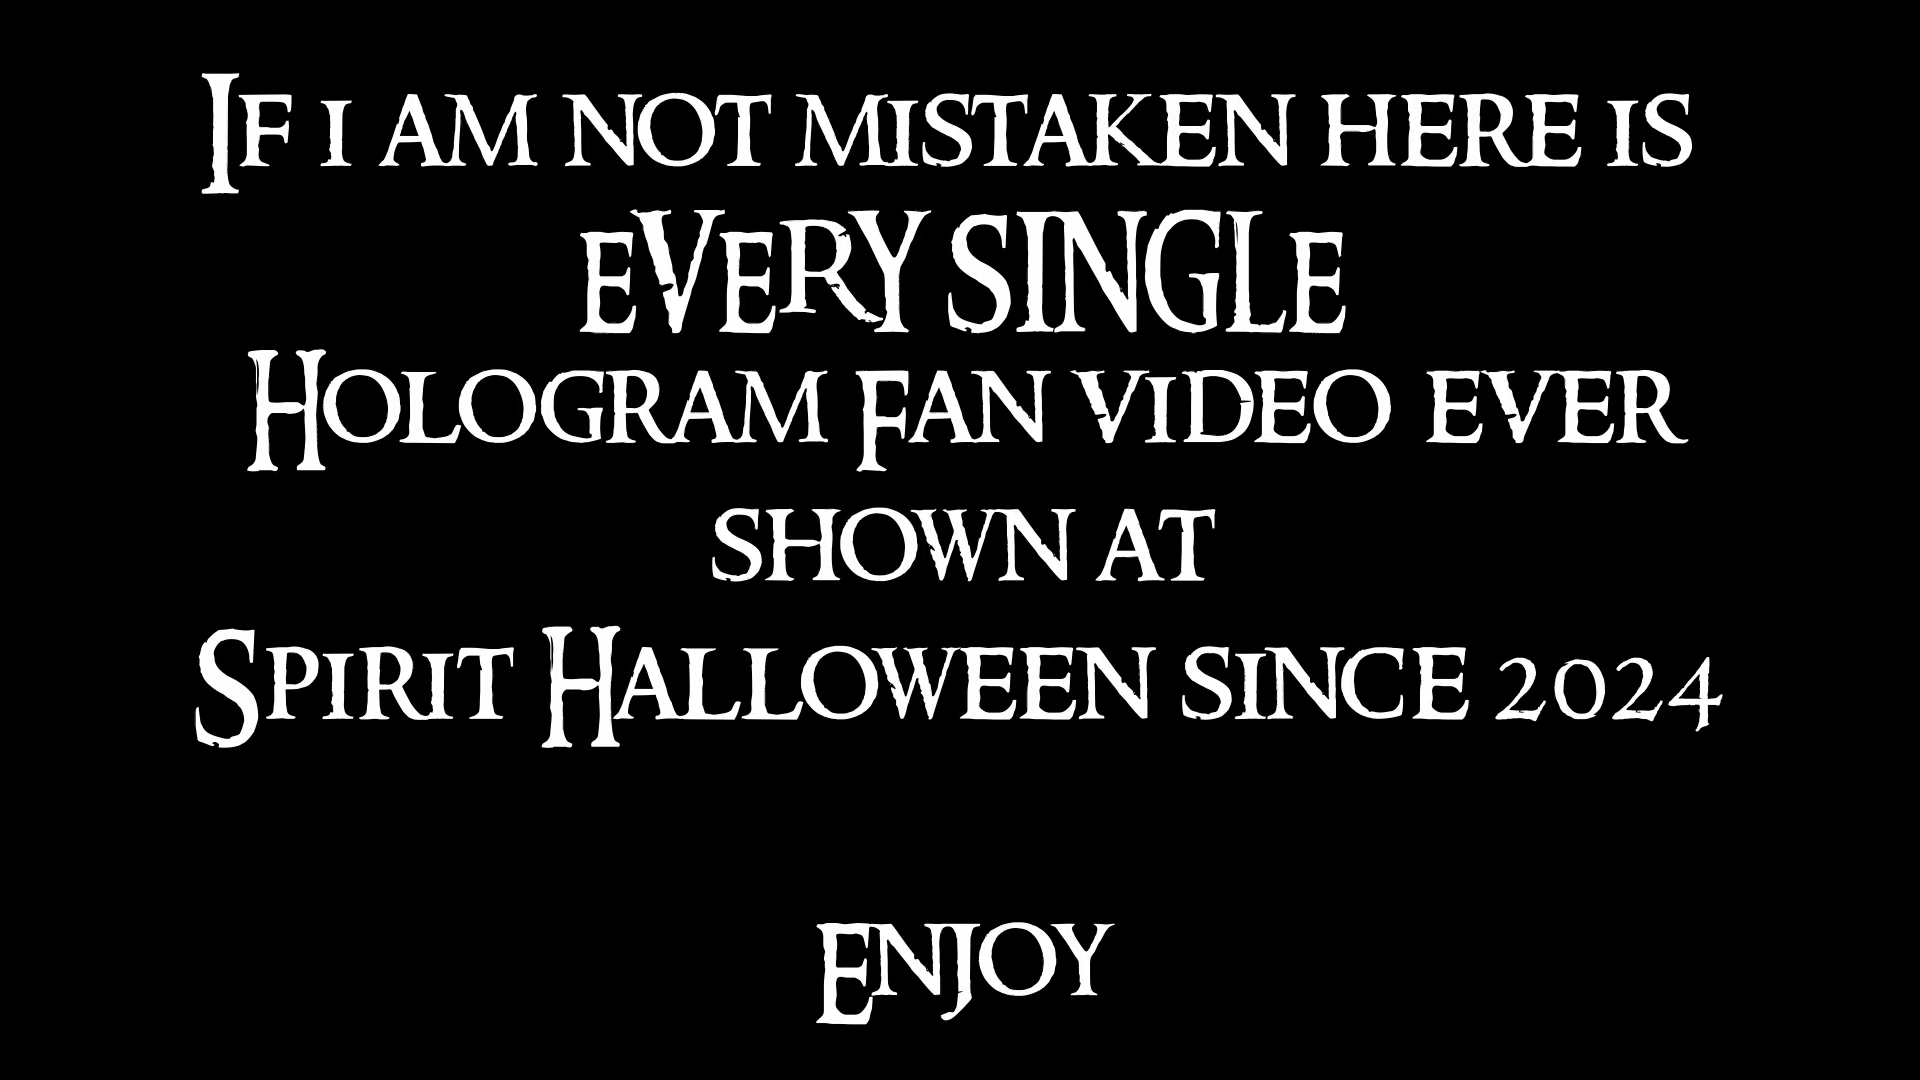 If i am not mistaken here is
eVERY SINGLE
Hologram Fan video ever
shown at
Spirit Halloween since 2024
Enjoy